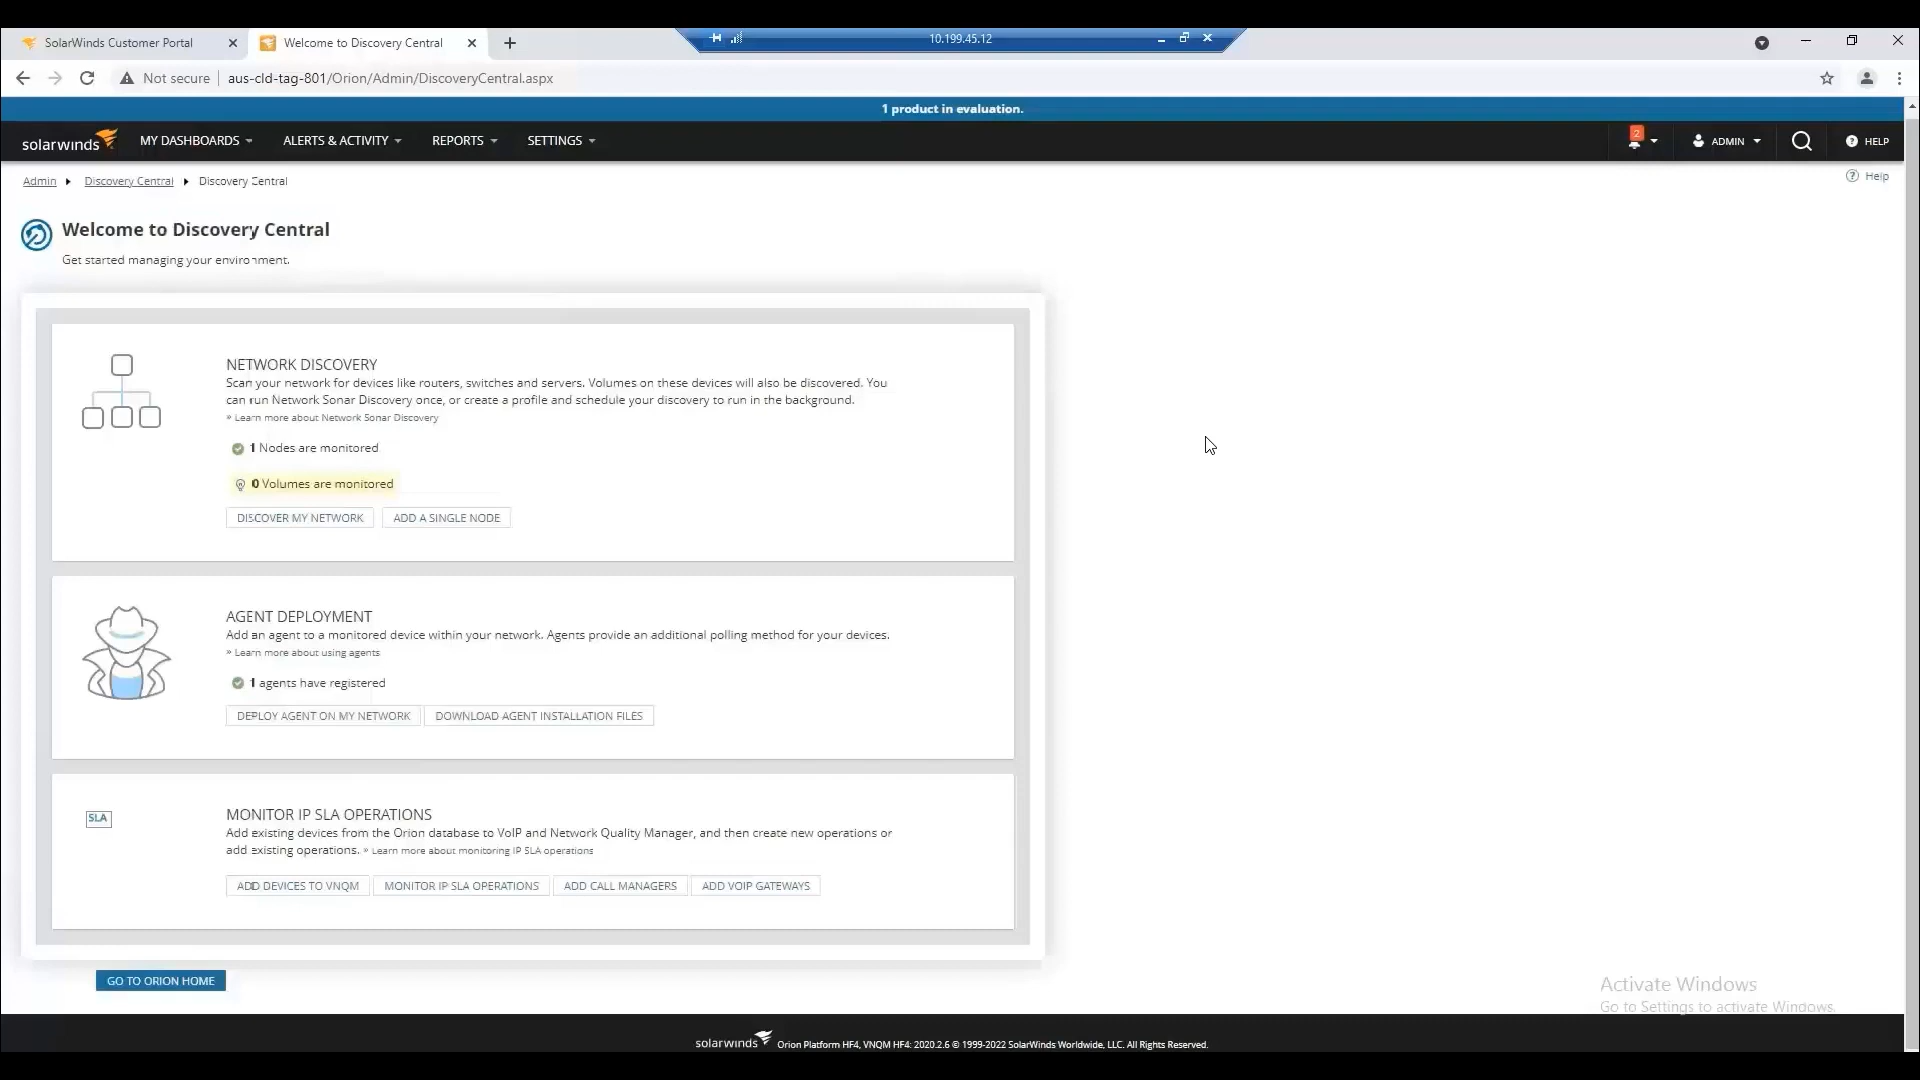 SolarWinds Customer Portal
Welcome to Discovery Central
10.199.45.12
Not secure
aus-cld-tag-801/Orion/Admin/DiscoveryCentral.aspx
1 product in evaluation.
solarwinds
MY DASHBOARDS
ALERTS & ACTIVITY
REPORTS
SETTINGS
2
ADMIN
HELP
Admin
Discovery Central
Discovery Central
Help
Welcome to Discovery Central
Get started managing your environment.
NETWORK DISCOVERY
Scan your network for devices like routers, switches and servers. Volumes on these devices will also be discovered. You
can run Network Sonar Discovery once, or create a profile and schedule your discovery to run in the background.
» Learn more about Network Sonar Discovery
1 Nodes are monitored
0 Volumes are monitored
DISCOVER MY NETWORK
ADD A SINGLE NODE
AGENT DEPLOYMENT
Add an agent to a monitored device within your network. Agents provide an additional polling method for your devices.
» Learn more about using agents
1 agents have registered
DEPLOY AGENT ON MY NETWORK
DOWNLOAD AGENT INSTALLATION FILES
SLA
MONITOR IP SLA OPERATIONS
Add existing devices from the Orion database to VoIP and Network Quality Manager, and then create new operations or
add existing operations. » Learn more about monitoring IP SLA operations
ADD DEVICES TO VNQM
MONITOR IP SLA OPERATIONS
ADD CALL MANAGERS
ADD VOIP GATEWAYS
GO TO ORION HOME
Activate Windows
Go to Settings to activate Windows.
solarwinds
Orion Platform HF4, VNQM HF4: 2020.2.6 © 1999-2022 SolarWinds Worldwide, LLC. All Rights Reserved.